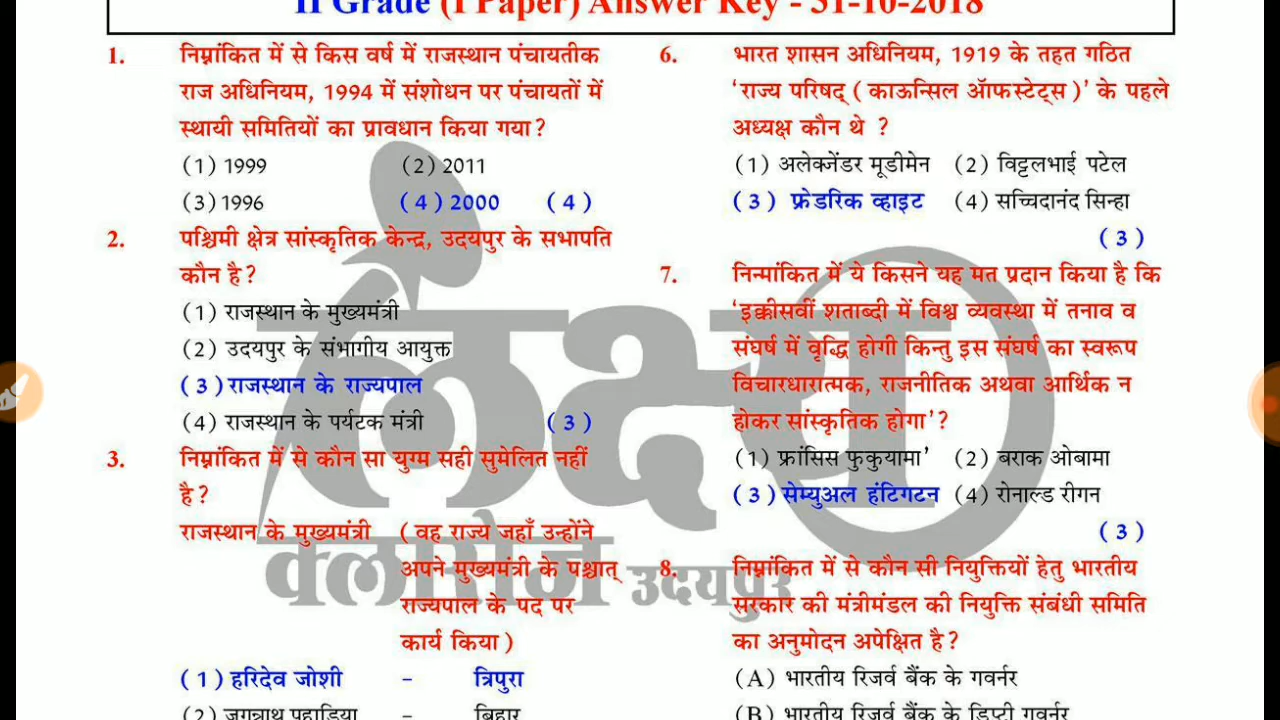 II Grade (I Paper) Answer Key - 31-10-2018
1. निम्नांकित में से किस वर्ष में राजस्थान पंचायतीक
राज अधिनियम, 1994 में संशोधन पर पंचायतों में
स्थायी समितियों का प्रावधान किया गया?
(1) 1999 (2) 2011
(3) 1996 (4) 2000 (4)
2. पश्चिमी क्षेत्र सांस्कृतिक केन्द्र, उदयपुर के सभापति
कौन है?
(1) राजस्थान के मुख्यमंत्री
(2) उदयपुर के संभागीय आयुक्त
(3) राजस्थान के राज्यपाल
(4) राजस्थान के पर्यटक मंत्री (3)
3. निम्नांकित में से कौन सा युग्म सही सुमेलित नहीं
है?
राजस्थान के मुख्यमंत्री (वह राज्य जहाँ उन्होंने
अपने मुख्यमंत्री के पश्चात्
राज्यपाल के पद पर
कार्य किया)
(1) हरिदेव जोशी - त्रिपुरा
(2) जगन्नाथ पहाड़िया - बिहार
6. भारत शासन अधिनियम, 1919 के तहत गठित
'राज्य परिषद् (काऊन्सिल ऑफस्टेट्स)' के पहले
अध्यक्ष कौन थे ?
(1) अलेक्जेंडर मूडीमेन (2) विट्टलभाई पटेल
(3) फ्रेडरिक व्हाइट (4) सच्चिदानंद सिन्हा
(3)
7. निन्मांकित में ये किसने यह मत प्रदान किया है कि
'इक्कीसवीं शताब्दी में विश्व व्यवस्था में तनाव व
संघर्ष में वृद्धि होगी किन्तु इस संघर्ष का स्वरूप
विचारधारात्मक, राजनीतिक अथवा आर्थिक न
होकर सांस्कृतिक होगा'?
(1) फ्रांसिस फुकुयामा' (2) बराक ओबामा
(3) सेम्युअल हंटिगटन (4) रोनाल्ड रीगन
(3)
8. निम्नांकित में से कौन सी नियुक्तियों हेतु भारतीय
सरकार की मंत्रीमंडल की नियुक्ति संबंधी समिति
का अनुमोदन अपेक्षित है?
(A) भारतीय रिजर्व बैंक के गवर्नर
(B) भारतीय रिजर्व बैंक के डिप्टी गवर्नर
लक्ष्य
क्लासेज उदयपुर